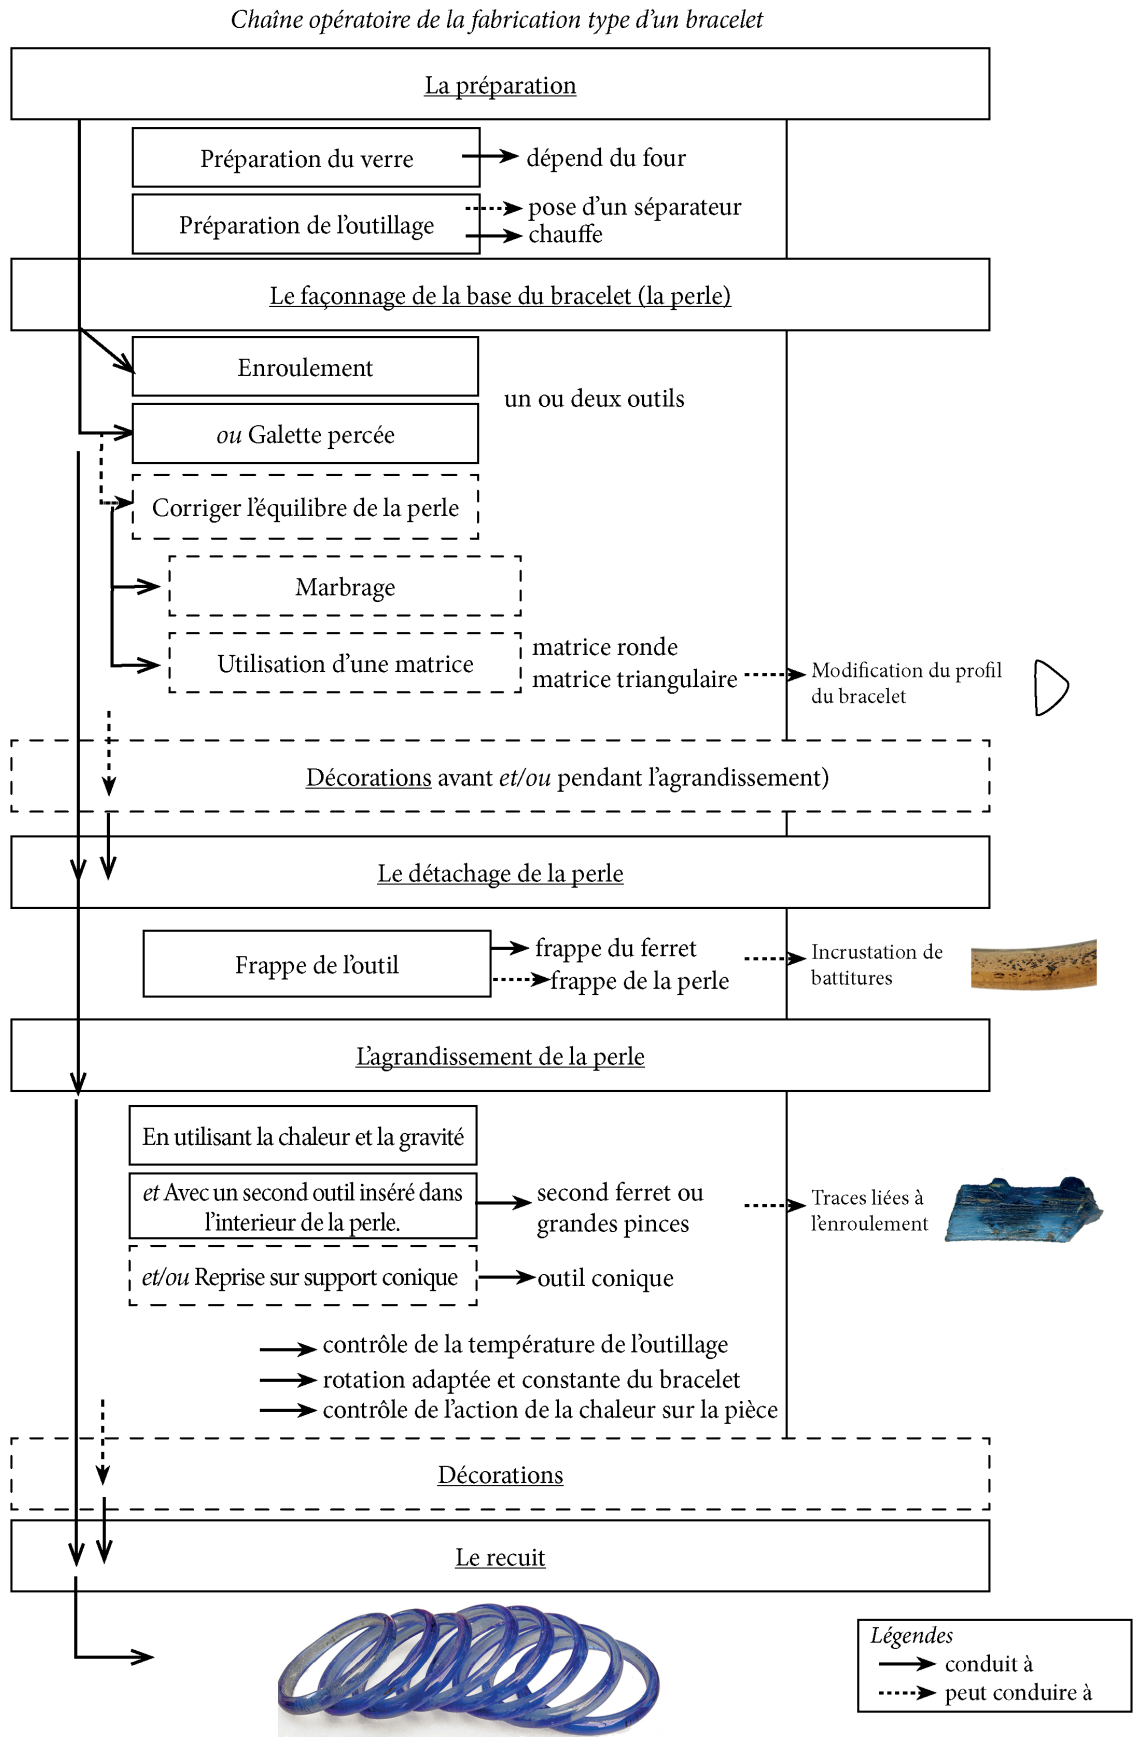 Chaîne opératoire de la fabrication type d’un bracelet
La préparation
Préparation du verre
dépend du four
Préparation de l’outillage
pose d’un séparateur
chauffe
Le façonnage de la base du bracelet (la perle)
Enroulement
un ou deux outils
ou Galette percée
Corriger l’équilibre de la perle
Marbrage
Utilisation d’une matrice
matrice ronde
matrice triangulaire
Modification du profil
du bracelet
Décorations avant et/ou pendant l’agrandissement)
Le détachage de la perle
Frappe de l’outil
frappe du ferret
frappe de la perle
Incrustation de
battitures
L’agrandissement de la perle
En utilisant la chaleur et la gravité
et Avec un second outil inséré dans
l’interieur de la perle.
second ferret ou
grandes pinces
Traces liées à
l’enroulement
et/ou Reprise sur support conique
outil conique
contrôle de la température de l’outillage
rotation adaptée et constante du bracelet
contrôle de l’action de la chaleur sur la pièce
Décorations
Le recuit
Légendes
conduit à
peut conduire à